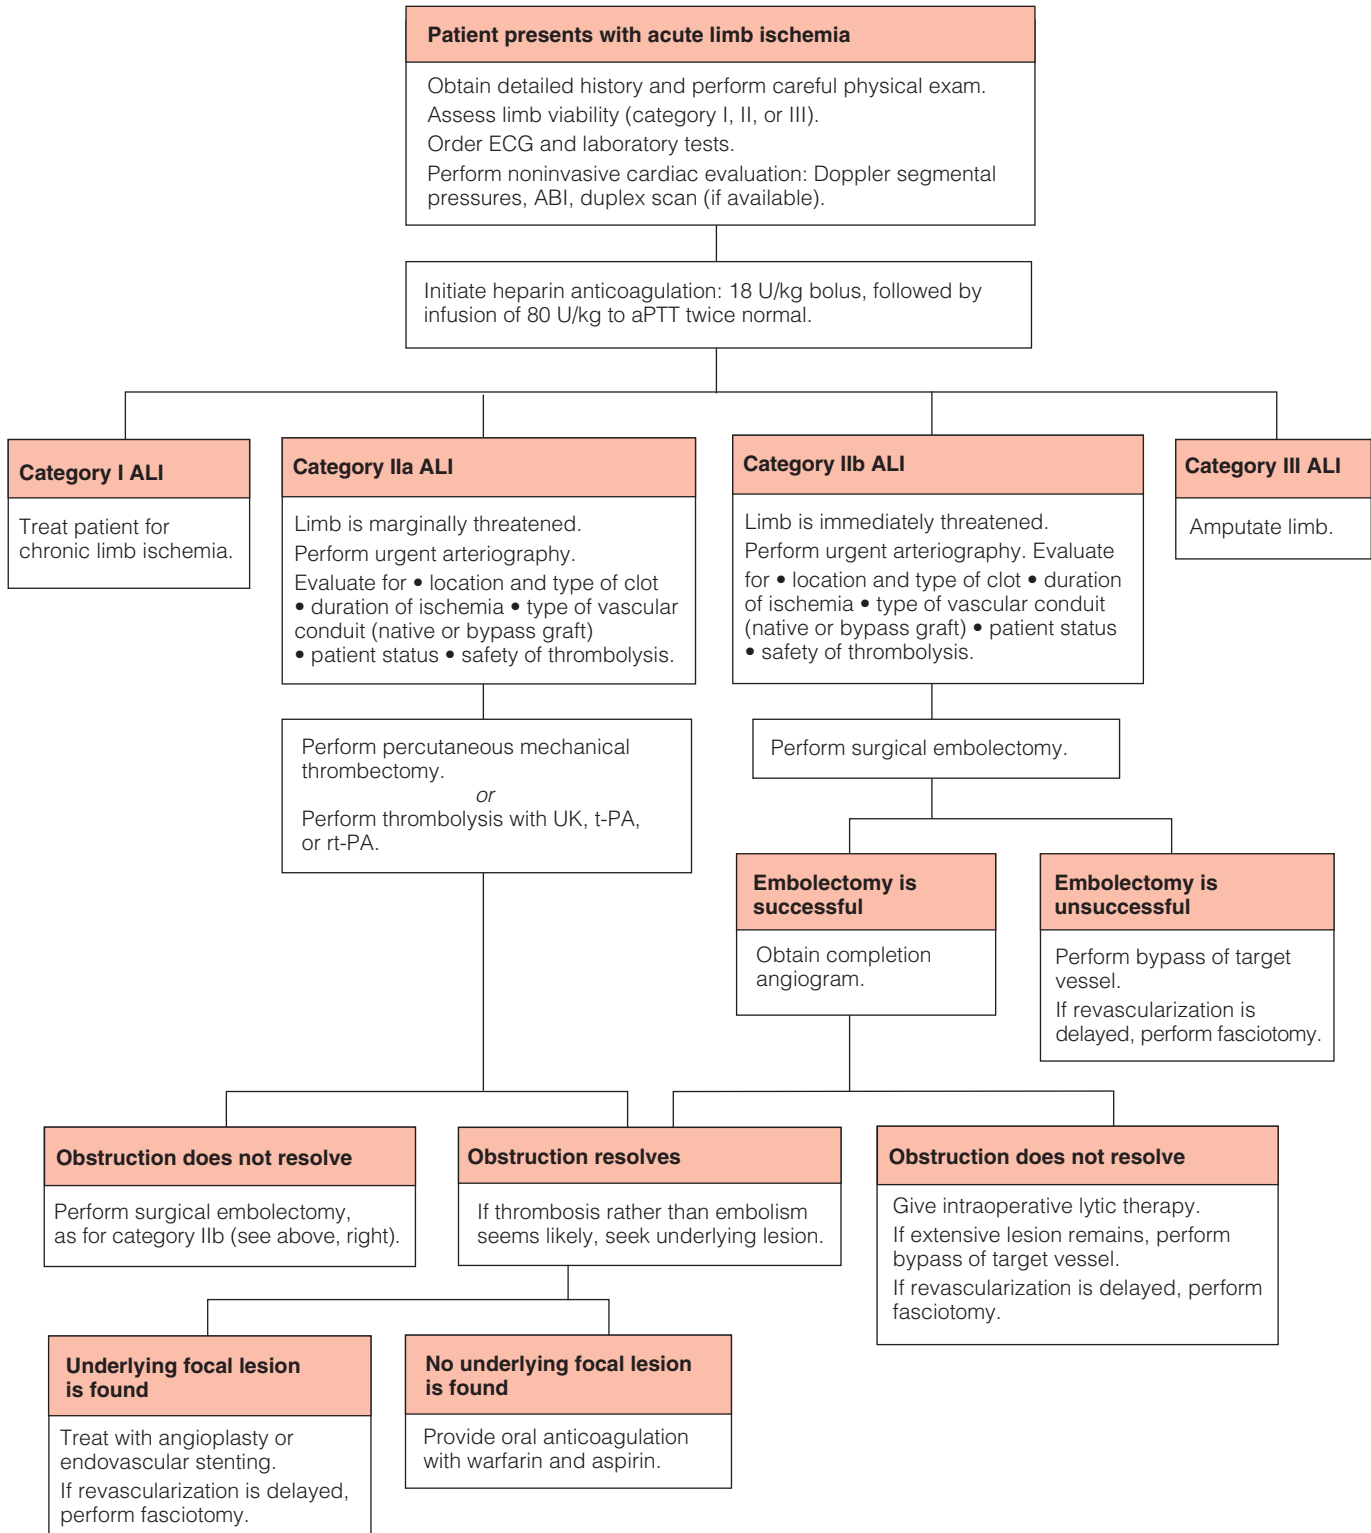 Patient presents with acute limb ischemia
Obtain detailed history and perform careful physical exam.
Assess limb viability (category I, II, or III).
Order ECG and laboratory tests.
Perform noninvasive cardiac evaluation: Doppler segmental
pressures, ABI, duplex scan (if available).
Initiate heparin anticoagulation: 18 U/kg bolus, followed by
infusion of 80 U/kg to aPTT twice normal.
Category I ALI
Treat patient for
chronic limb ischemia.
Category IIa ALI
Limb is marginally threatened.
Perform urgent arteriography.
Evaluate for • location and type of clot
• duration of ischemia • type of vascular
conduit (native or bypass graft)
• patient status • safety of thrombolysis.
Category IIb ALI
Limb is immediately threatened.
Perform urgent arteriography. Evaluate
for • location and type of clot • duration
of ischemia • type of vascular conduit
(native or bypass graft) • patient status
• safety of thrombolysis.
Category III ALI
Amputate limb.
Perform percutaneous mechanical
thrombectomy.
or
Perform thrombolysis with UK, t-PA,
or rt-PA.
Perform surgical embolectomy.
Embolectomy is
successful
Obtain completion
angiogram.
Embolectomy is
unsuccessful
Perform bypass of target
vessel.
If revascularization is
delayed, perform fasciotomy.
Obstruction does not resolve
Perform surgical embolectomy,
as for category IIb (see above, right).
Obstruction resolves
If thrombosis rather than embolism
seems likely, seek underlying lesion.
Obstruction does not resolve
Give intraoperative lytic therapy.
If extensive lesion remains, perform
bypass of target vessel.
If revascularization is delayed, perform
fasciotomy.
Underlying focal lesion
is found
Treat with angioplasty or
endovascular stenting.
If revascularization is delayed,
perform fasciotomy.
No underlying focal lesion
is found
Provide oral anticoagulation
with warfarin and aspirin.